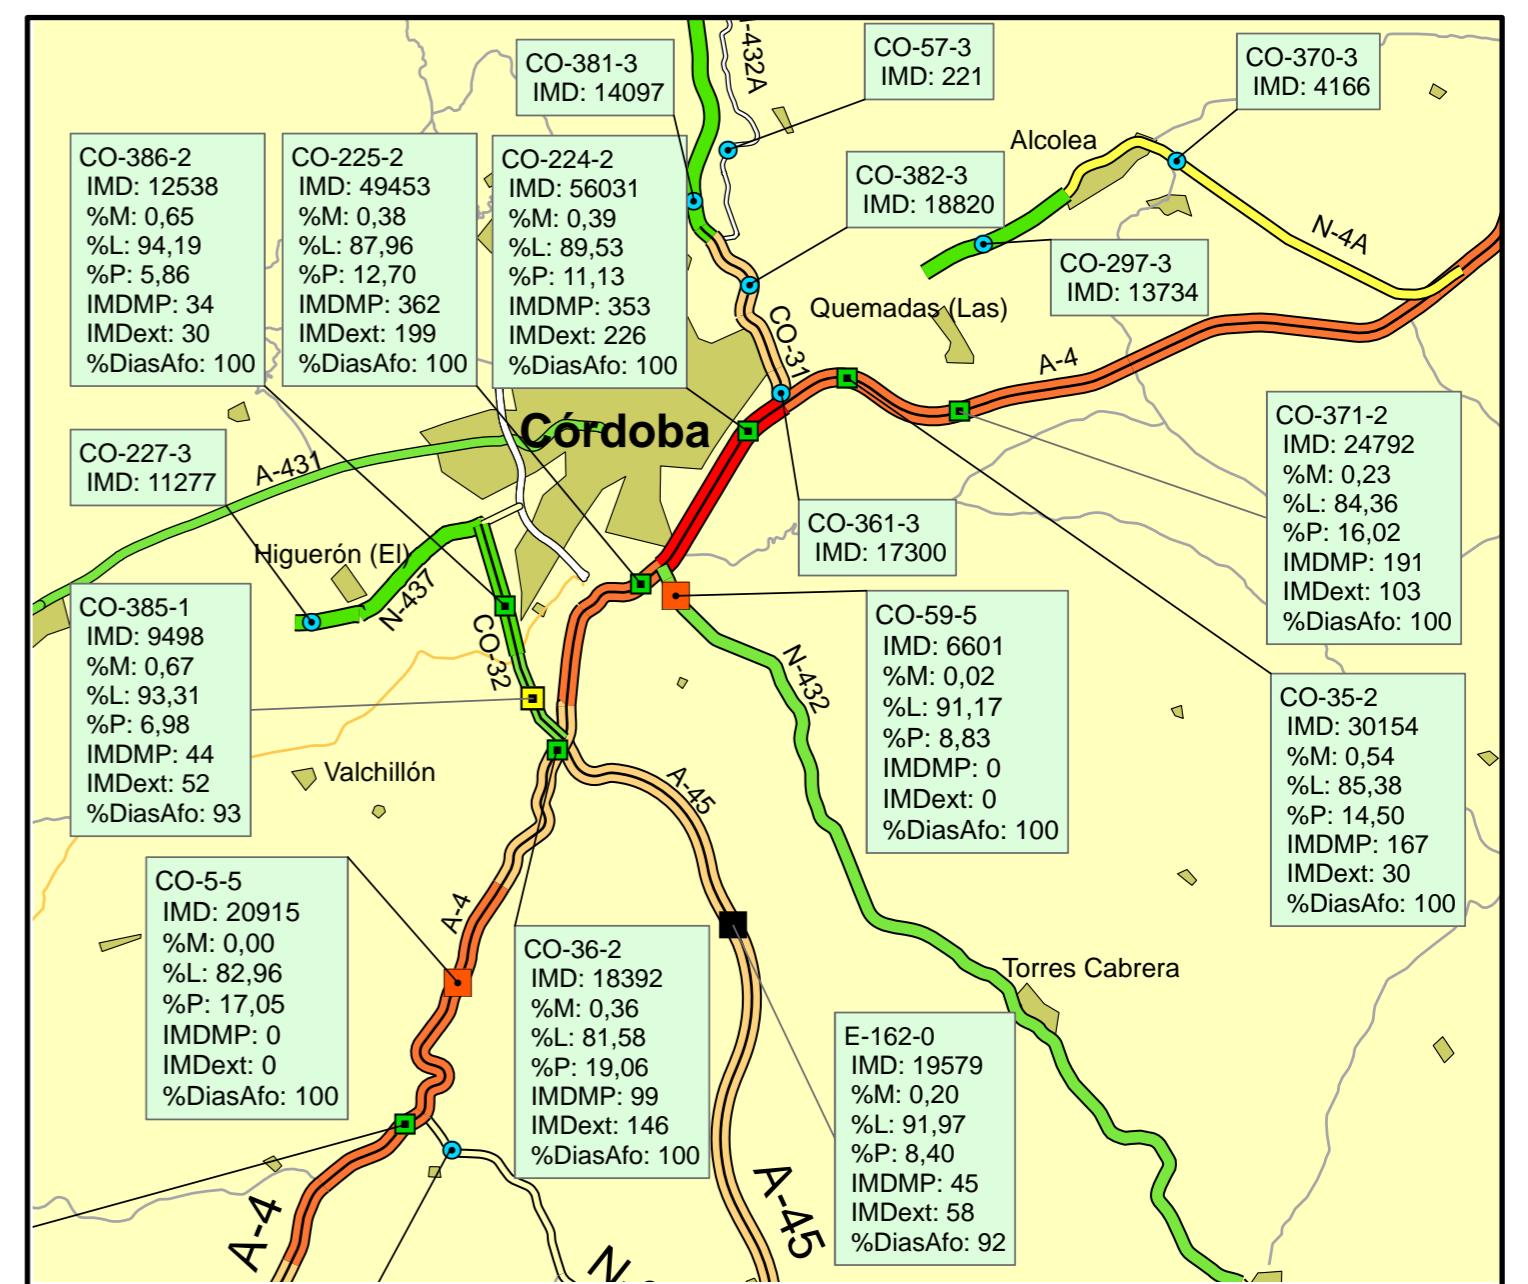 CO-381-3
IMD: 14097
-432A
CO-57-3
IMD: 221
CO-370-3
IMD: 4166
CO-386-2
IMD: 12538
%M: 0,65
%L: 94,19
%P: 5,86
IMDMP: 34
IMDext: 30
%DiasAfo: 100
CO-225-2
IMD: 49453
%M: 0,38
%L: 87,96
%P: 12,70
IMDMP: 362
IMDext: 199
%DiasAfo: 100
CO-224-2
IMD: 56031
%M: 0,39
%L: 89,53
%P: 11,13
IMDMP: 353
IMDext: 226
%DiasAfo: 100
CO-382-3
IMD: 18820
Alcolea
N-4A
CO-297-3
IMD: 13734
Quemadas (Las)
CO-31
A-4
Córdoba
CO-227-3
IMD: 11277
A-431
CO-371-2
IMD: 24792
%M: 0,23
%L: 84,36
%P: 16,02
IMDMP: 191
IMDext: 103
%DiasAfo: 100
CO-361-3
IMD: 17300
Higuerón (El)
N-437
CO-32
CO-385-1
IMD: 9498
%M: 0,67
%L: 93,31
%P: 6,98
IMDMP: 44
IMDext: 52
%DiasAfo: 93
CO-59-5
IMD: 6601
%M: 0,02
%L: 91,17
%P: 8,83
IMDMP: 0
IMDext: 0
%DiasAfo: 100
N-432
CO-35-2
IMD: 30154
%M: 0,54
%L: 85,38
%P: 14,50
IMDMP: 167
IMDext: 30
%DiasAfo: 100
Valchillón
A-45
CO-5-5
IMD: 20915
%M: 0,00
%L: 82,96
%P: 17,05
IMDMP: 0
IMDext: 0
%DiasAfo: 100
A-4
CO-36-2
IMD: 18392
%M: 0,36
%L: 81,58
%P: 19,06
IMDMP: 99
IMDext: 146
%DiasAfo: 100
Torres Cabrera
E-162-0
IMD: 19579
%M: 0,20
%L: 91,97
%P: 8,40
IMDMP: 45
IMDext: 58
%DiasAfo: 92
A-4
A-45